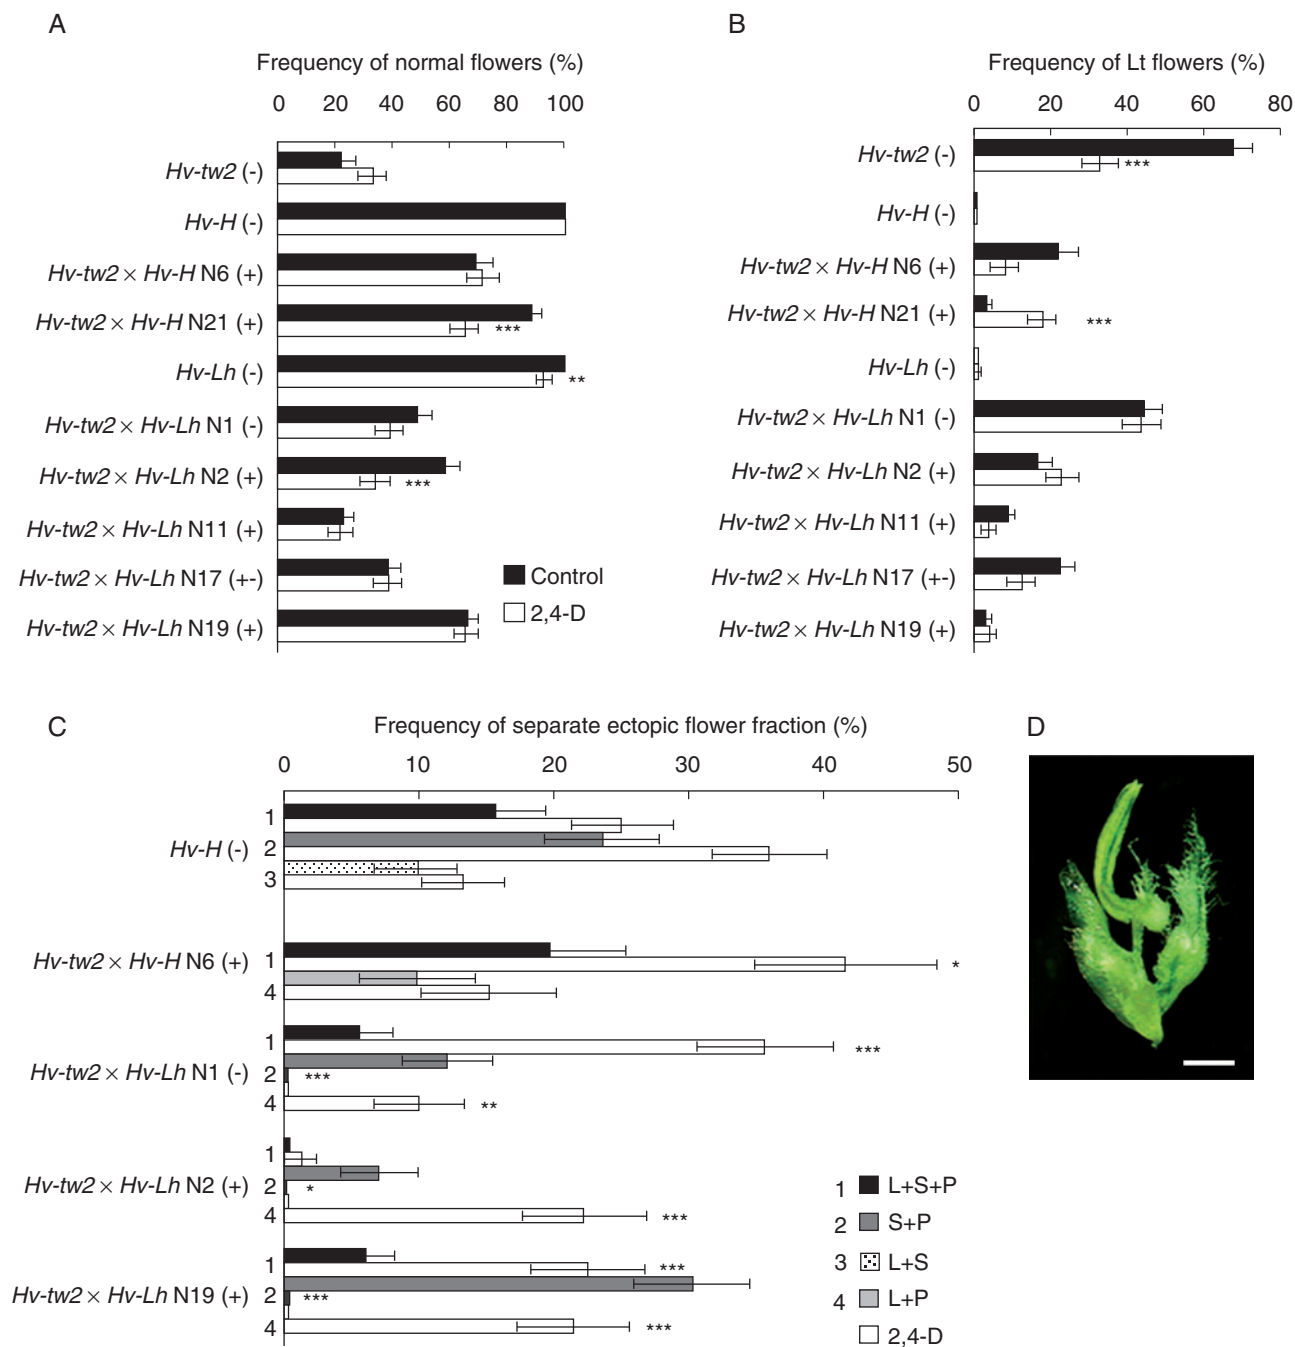 A
Frequency of normal flowers (%)
0 20 40 60 80 100
Hv-tw2 (-)
Hv-H (-)
Hv-tw2 × Hv-H N6 (+)
Hv-tw2 × Hv-H N21 (+)
***
Hv-Lh (-)
**
Hv-tw2 × Hv-Lh N1 (-)
Hv-tw2 × Hv-Lh N2 (+)
***
Hv-tw2 × Hv-Lh N11 (+)
Hv-tw2 × Hv-Lh N17 (+-)
Hv-tw2 × Hv-Lh N19 (+)
Control
2,4-D
B
Frequency of Lt flowers (%)
0 20 40 60 80
Hv-tw2 (-)
***
Hv-H (-)
Hv-tw2 × Hv-H N6 (+)
Hv-tw2 × Hv-H N21 (+)
***
Hv-Lh (-)
Hv-tw2 × Hv-Lh N1 (-)
Hv-tw2 × Hv-Lh N2 (+)
Hv-tw2 × Hv-Lh N11 (+)
Hv-tw2 × Hv-Lh N17 (+-)
Hv-tw2 × Hv-Lh N19 (+)
C
Frequency of separate ectopic flower fraction (%)
0 10 20 30 40 50
1
Hv-H (-) 2
3
Hv-tw2 × Hv-H N6 (+) 1
*
4
1
***
Hv-tw2 × Hv-Lh N1 (-) 2
***
4
**
1
Hv-tw2 × Hv-Lh N2 (+) 2
*
4
***
1
***
Hv-tw2 × Hv-Lh N19 (+) 2
***
4
***
1 L+S+P
2 S+P
3 L+S
4 L+P
2,4-D
D